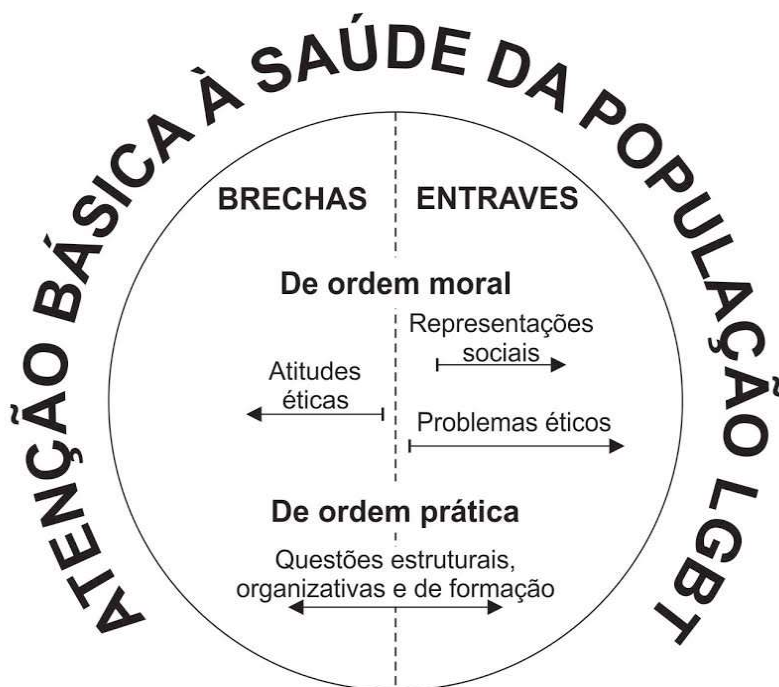 ATENÇÃO BÁSICA À SAÚDE DA POPULAÇÃO LGBT
BRECHAS
ENTRAVES
De ordem moral
Representações
sociais
Atitudes
éticas
Problemas éticos
De ordem prática
Questões estruturais,
organizativas e de formação